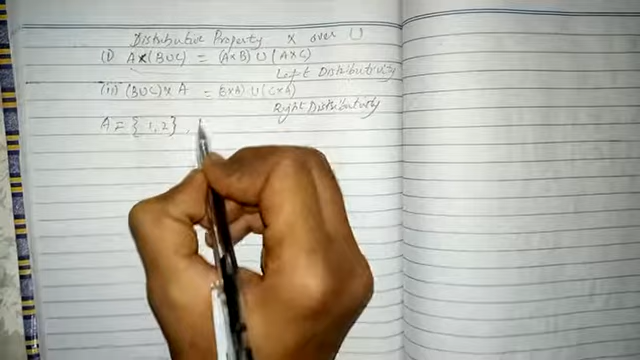 Distributive Property × over ∪
(i) A×(B∪C) = (A×B) ∪ (A×C)
Left Distributivity
(ii) (B∪C)×A = (B×A) ∪ (C×A)
Right Distributivity
A = {1,2} ,